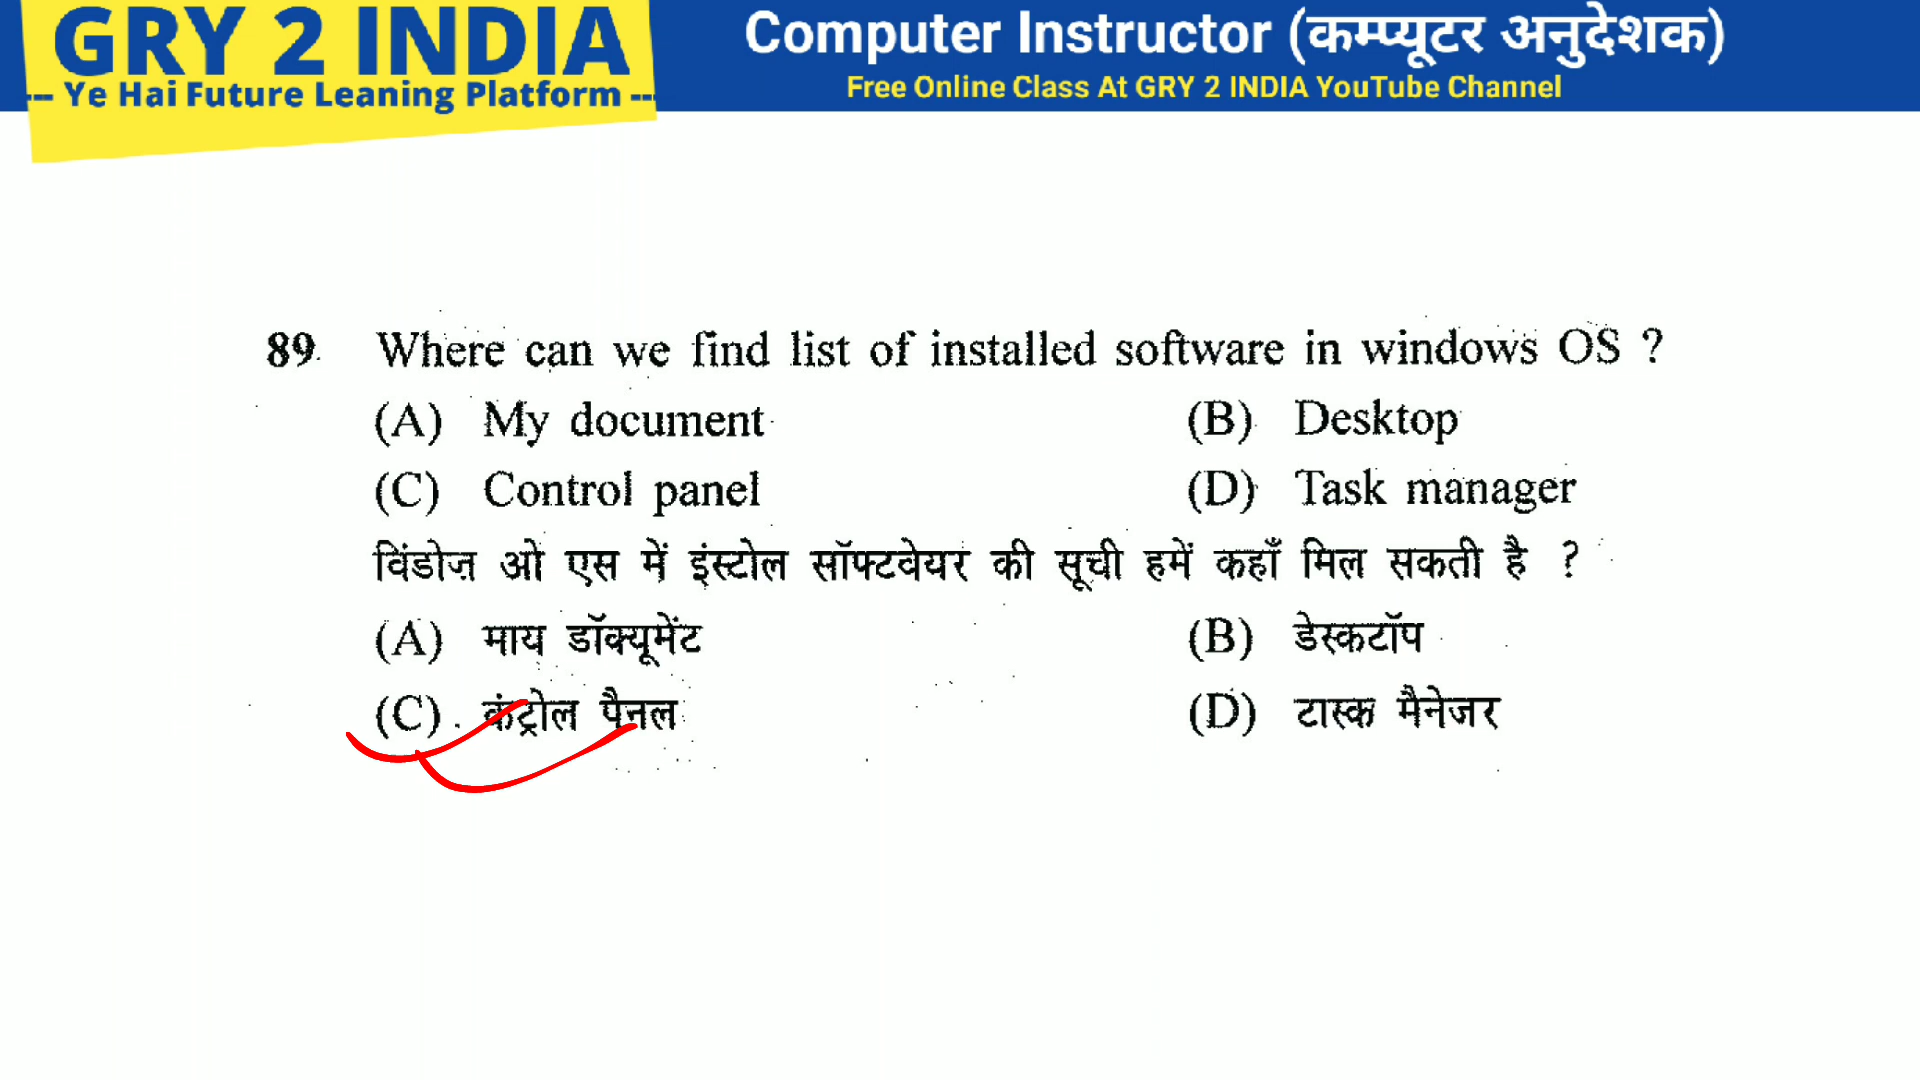 GRY 2 INDIA
--- Ye Hai Future Leaning Platform ---
Computer Instructor (कम्प्यूटर अनुदेशक)
Free Online Class At GRY 2 INDIA YouTube Channel
89. Where can we find list of installed software in windows OS ?
(A) My document (B) Desktop
(C) Control panel (D) Task manager
विंडोज़ ओ एस में इंस्टोल सॉफ्टवेयर की सूची हमें कहाँ मिल सकती है ?
(A) माय डॉक्यूमेंट (B) डेस्कटॉप
(C) कंट्रोल पैनल (D) टास्क मैनेजर